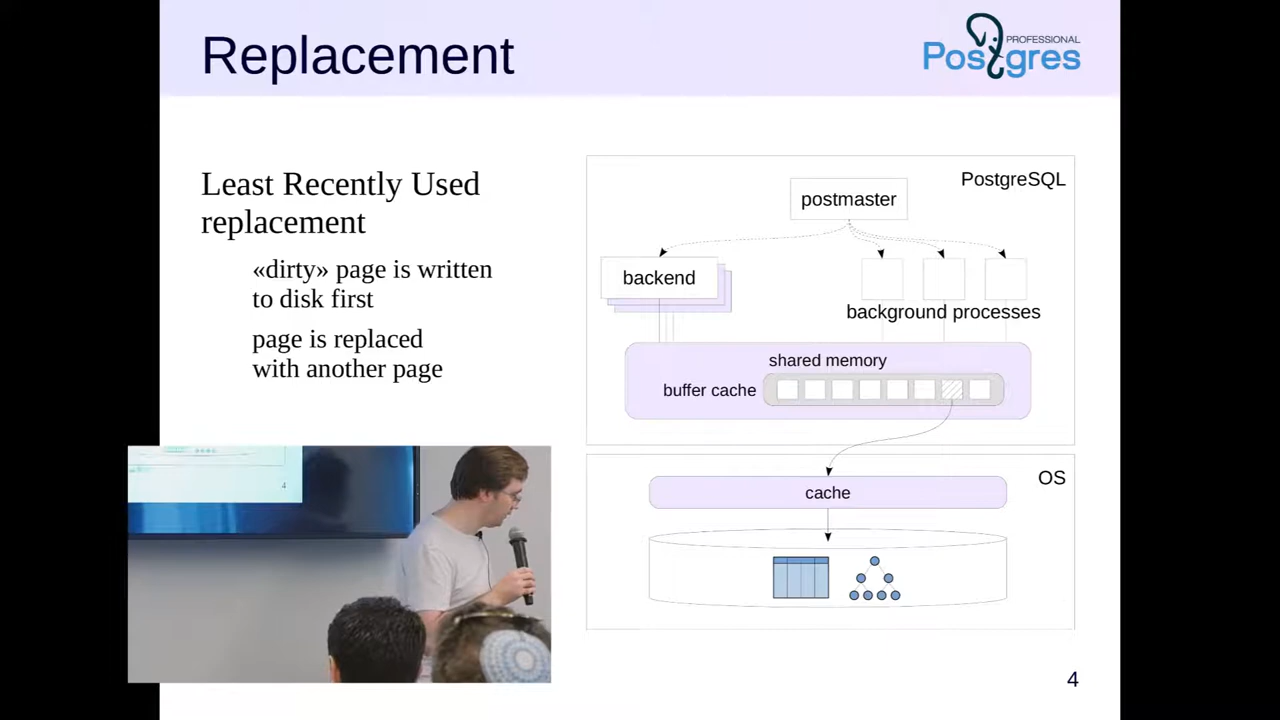 Replacement
PROFESSIONAL
Postgres
Least Recently Used
replacement
«dirty» page is written
to disk first
page is replaced
with another page
PostgreSQL
postmaster
backend
background processes
shared memory
buffer cache
OS
cache
4
4